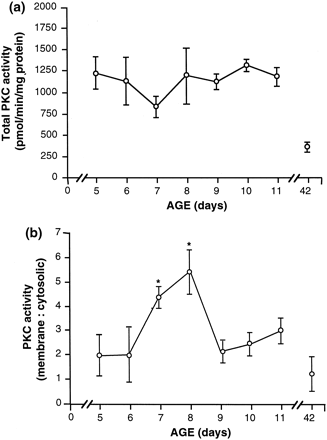 (a)
Total PKC activity
(pmol/min/mg protein)
2000
1750
1500
1250
1000
750
500
250
0
0 5 6 7 8 9 10 11 42
AGE (days)
(b)
PKC activity
(membrane : cytosolic)
7
6
5
4
3
2
1
0
* *
0 5 6 7 8 9 10 11 42
AGE (days)